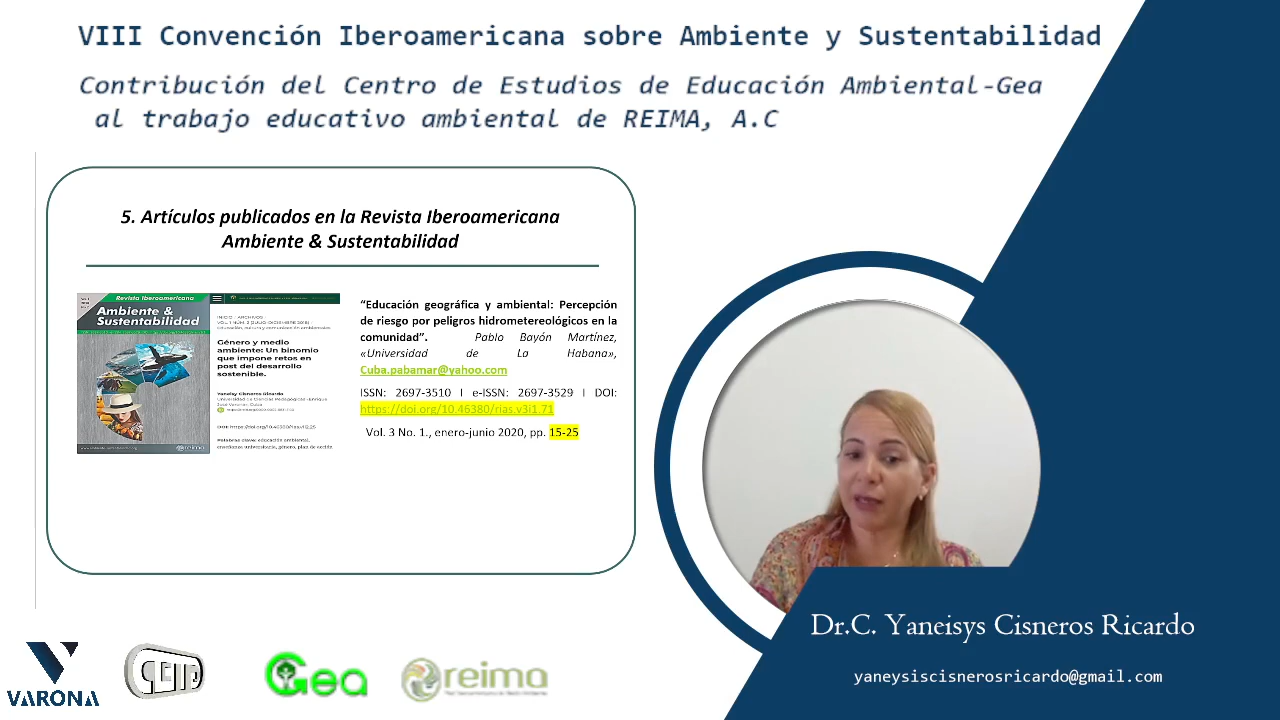 VIII Convención Iberoamericana sobre Ambiente y Sustentabilidad
Contribución del Centro de Estudios de Educación Ambiental-Gea
al trabajo educativo ambiental de REIMA, A.C
5. Artículos publicados en la Revista Iberoamericana
Ambiente & Sustentabilidad
Revista Iberoamericana
Ambiente &
Sustentabilidad
Género y medio
ambiente: Un binomio
que impone retos en
post del desarrollo
sostenible.
Yaneisy Cisneros Ricardo
“Educación geográfica y ambiental: Percepción
de riesgo por peligros hidrometereológicos en la
comunidad”. Pablo Bayón Martínez,
«Universidad de La Habana»,
Cuba.pabamar@yahoo.com
ISSN: 2697-3510 | e-ISSN: 2697-3529 | DOI:
https://doi.org/10.46380/rias.v3i1.71
Vol. 3 No. 1., enero-junio 2020, pp. 15-25
Dr.C. Yaneisys Cisneros Ricardo
yaneysiscisnerosricardo@gmail.com
VARONA
Gea
reima